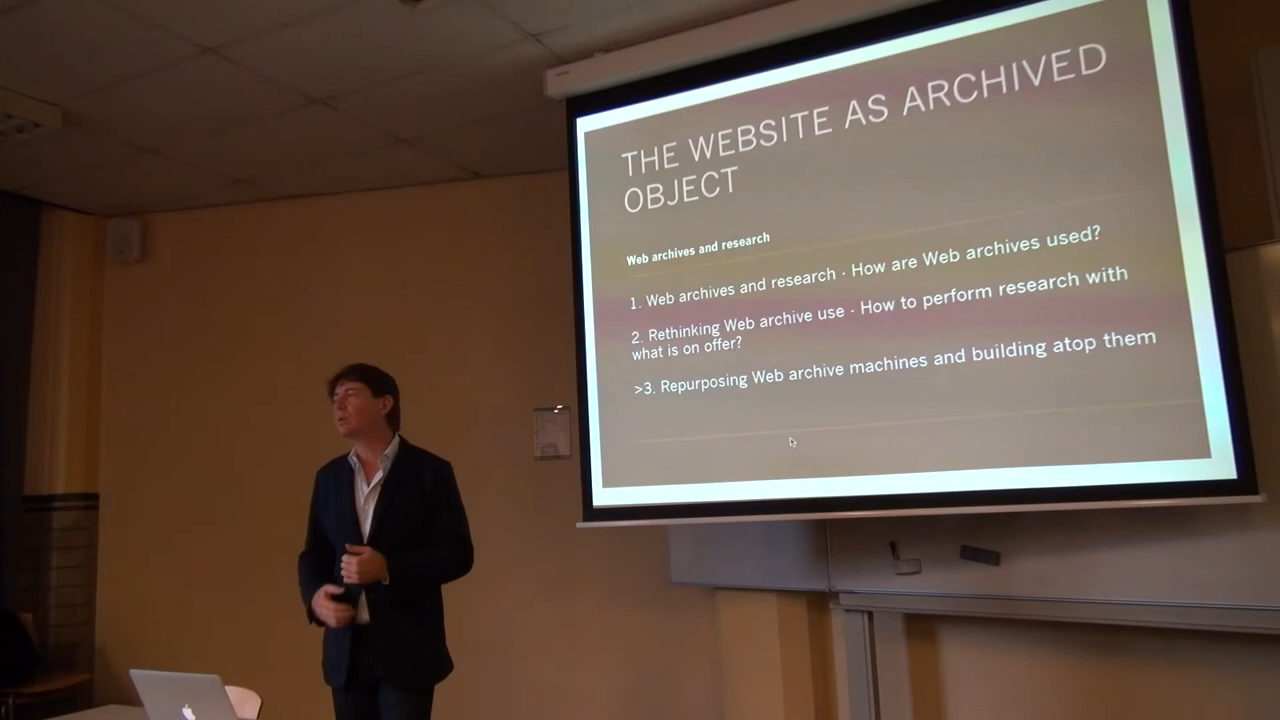 THE WEBSITE AS ARCHIVED
OBJECT
Web archives and research
1. Web archives and research · How are Web archives used?
2. Rethinking Web archive use · How to perform research with
what is on offer?
>3. Repurposing Web archive machines and building atop them